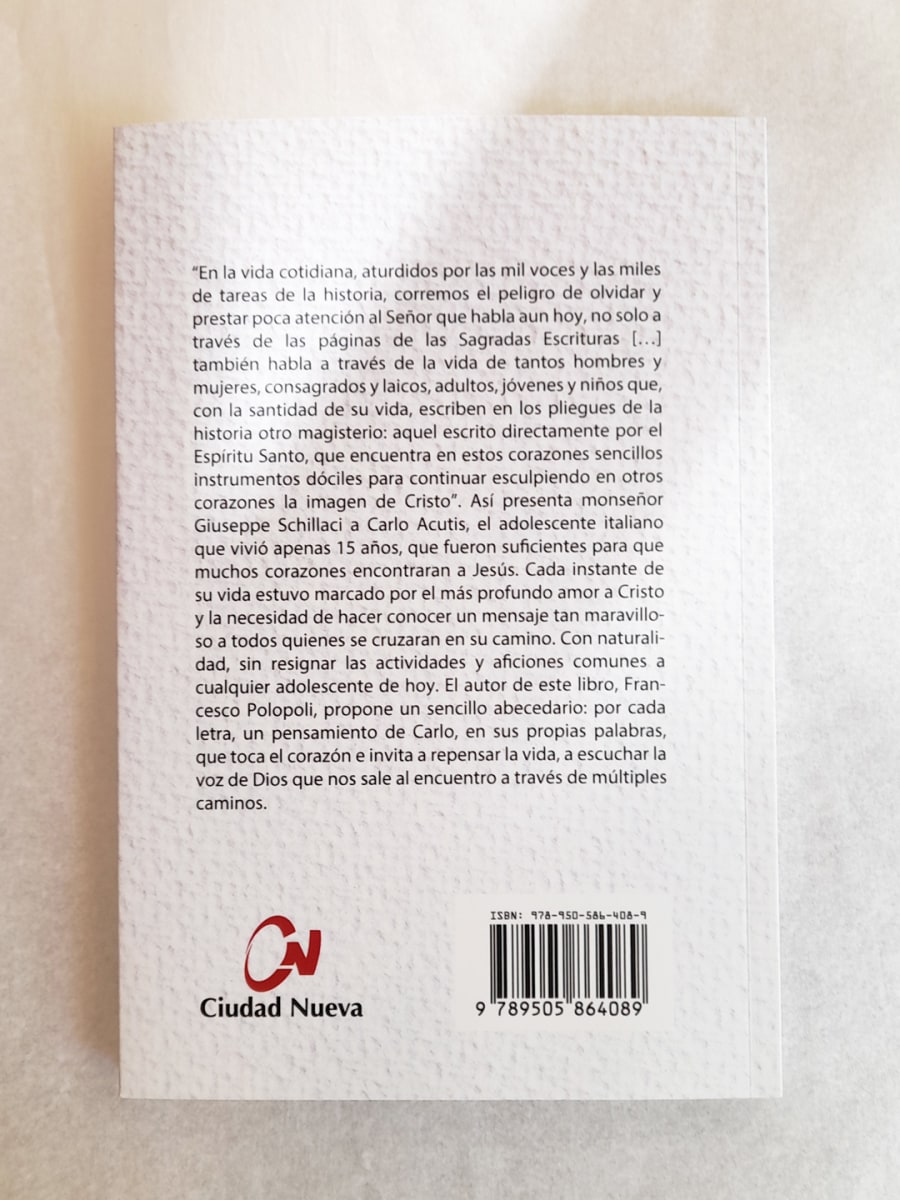 “En la vida cotidiana, aturdidos por las mil voces y las miles
de tareas de la historia, corremos el peligro de olvidar y
prestar poca atención al Señor que habla aun hoy, no solo a
través de las páginas de las Sagradas Escrituras [...]
también habla a través de la vida de tantos hombres y
mujeres, consagrados y laicos, adultos, jóvenes y niños que,
con la santidad de su vida, escriben en los pliegues de la
historia otro magisterio: aquel escrito directamente por el
Espíritu Santo, que encuentra en estos corazones sencillos
instrumentos dóciles para continuar esculpiendo en otros
corazones la imagen de Cristo”. Así presenta monseñor
Giuseppe Schillaci a Carlo Acutis, el adolescente italiano
que vivió apenas 15 años, que fueron suficientes para que
muchos corazones encontraran a Jesús. Cada instante de
su vida estuvo marcado por el más profundo amor a Cristo
y la necesidad de hacer conocer un mensaje tan maravillo-
so a todos quienes se cruzaran en su camino. Con naturali-
dad, sin resignar las actividades y aficiones comunes a
cualquier adolescente de hoy. El autor de este libro, Fran-
cesco Polopoli, propone un sencillo abecedario: por cada
letra, un pensamiento de Carlo, en sus propias palabras,
que toca el corazón e invita a repensar la vida, a escuchar la
voz de Dios que nos sale al encuentro a través de múltiples
caminos.
CN
Ciudad Nueva
ISBN: 978-950-586-408-9
9 789505 864089